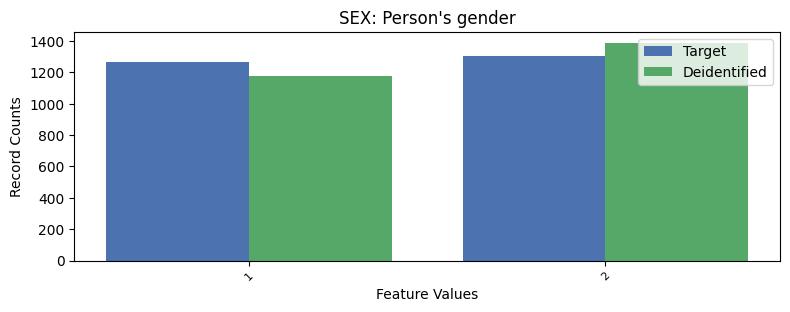 SEX: Person's gender
1400
1200
1000
800
600
400
200
0
Record Counts
Target
Deidentified
1
2
Feature Values